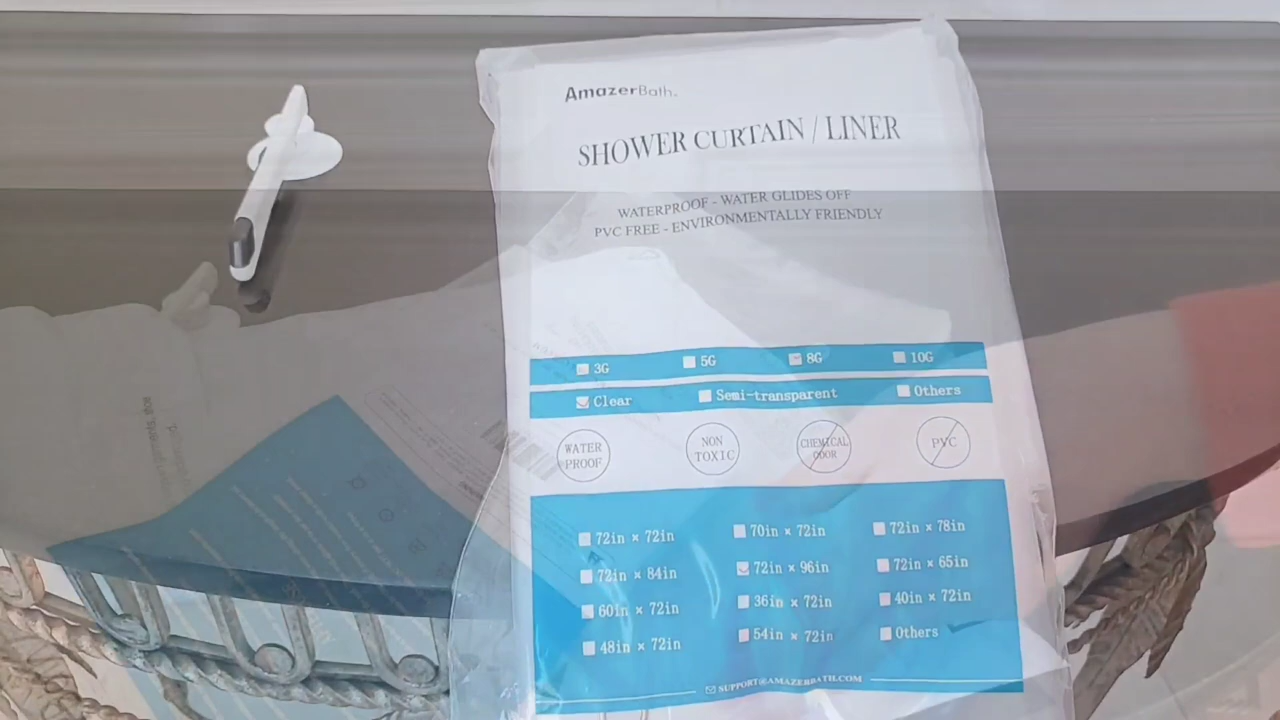 AmazerBath.
SHOWER CURTAIN / LINER
WATERPROOF - WATER GLIDES OFF
PVC FREE - ENVIRONMENTALLY FRIENDLY
3G 5G 8G 10G
Clear Semi-transparent Others
WATER PROOF
NON TOXIC
CHEMICAL ODOR
PVC
72in × 72in 70in × 72in 72in × 78in
72in × 84in 72in × 96in 72in × 65in
60in × 72in 36in × 72in 40in × 72in
48in × 72in 54in × 72in Others
SUPPORT@AMAZERBATH.COM